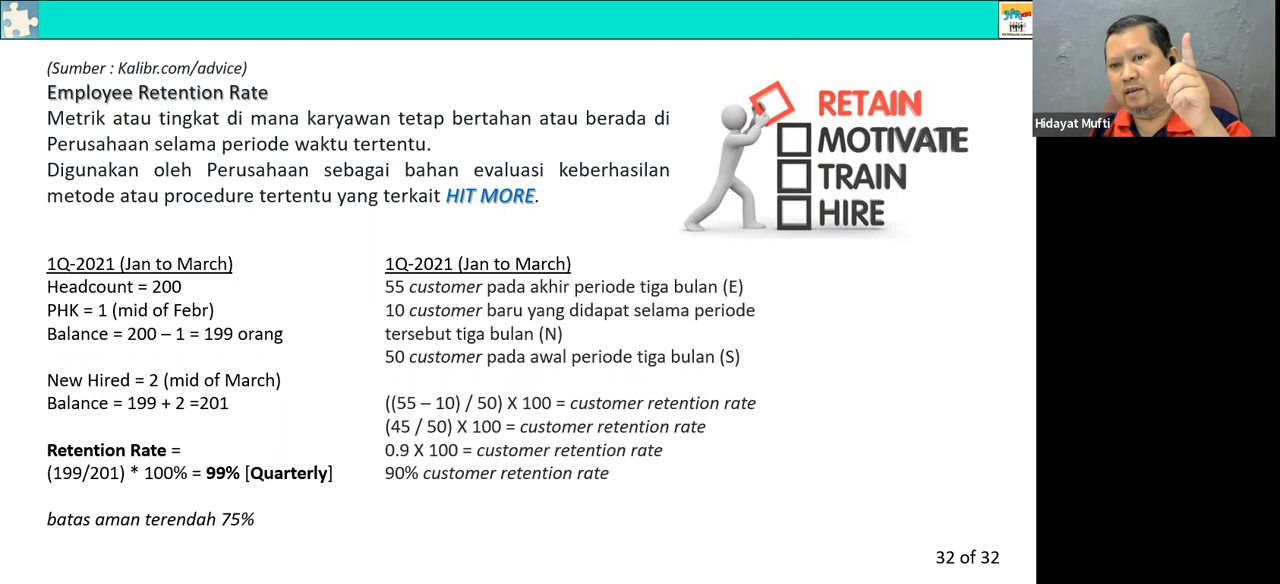 (Sumber : Kalibr.com/advice)
Employee Retention Rate
Metrik atau tingkat di mana karyawan tetap bertahan atau berada di
Perusahaan selama periode waktu tertentu.
Digunakan oleh Perusahaan sebagai bahan evaluasi keberhasilan
metode atau procedure tertentu yang terkait HIT MORE.
RETAIN
MOTIVATE
TRAIN
HIRE
Hidayat Mufti
1Q-2021 (Jan to March)
Headcount = 200
PHK = 1 (mid of Febr)
Balance = 200 – 1 = 199 orang
New Hired = 2 (mid of March)
Balance = 199 + 2 =201
Retention Rate =
(199/201) * 100% = 99% [Quarterly]
batas aman terendah 75%
1Q-2021 (Jan to March)
55 customer pada akhir periode tiga bulan (E)
10 customer baru yang didapat selama periode
tersebut tiga bulan (N)
50 customer pada awal periode tiga bulan (S)
((55 – 10) / 50) X 100 = customer retention rate
(45 / 50) X 100 = customer retention rate
0.9 X 100 = customer retention rate
90% customer retention rate
32 of 32